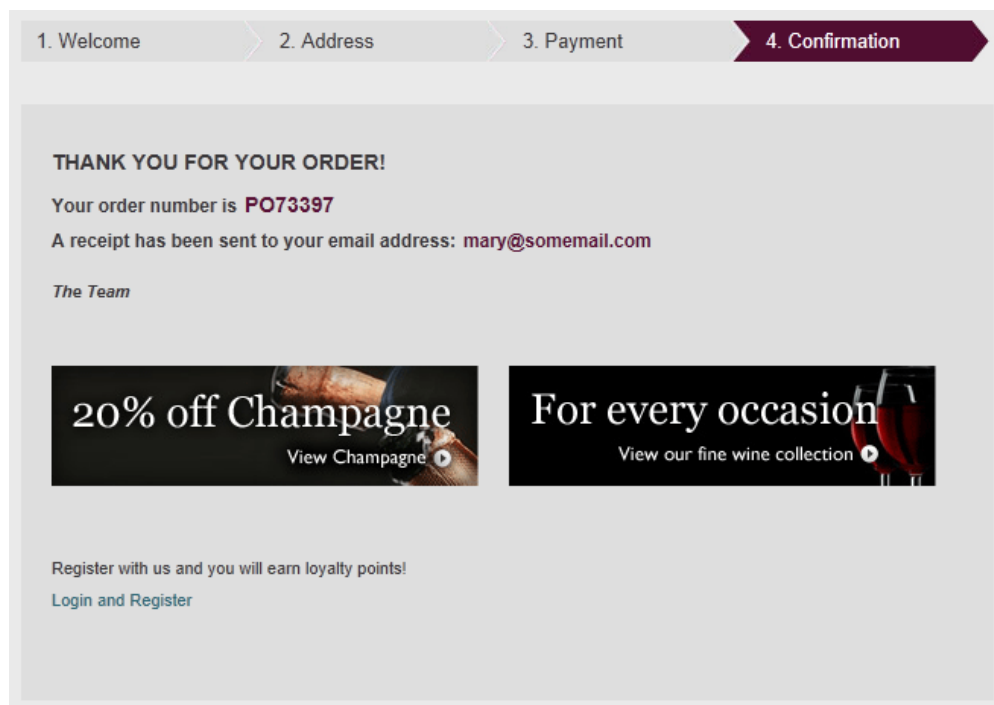 1. Welcome
2. Address
3. Payment
4. Confirmation
THANK YOU FOR YOUR ORDER!
Your order number is PO73397
A receipt has been sent to your email address: mary@somemail.com
The Team
20% off Champagne
View Champagne
For every occasion
View our fine wine collection
Register with us and you will earn loyalty points!
Login and Register